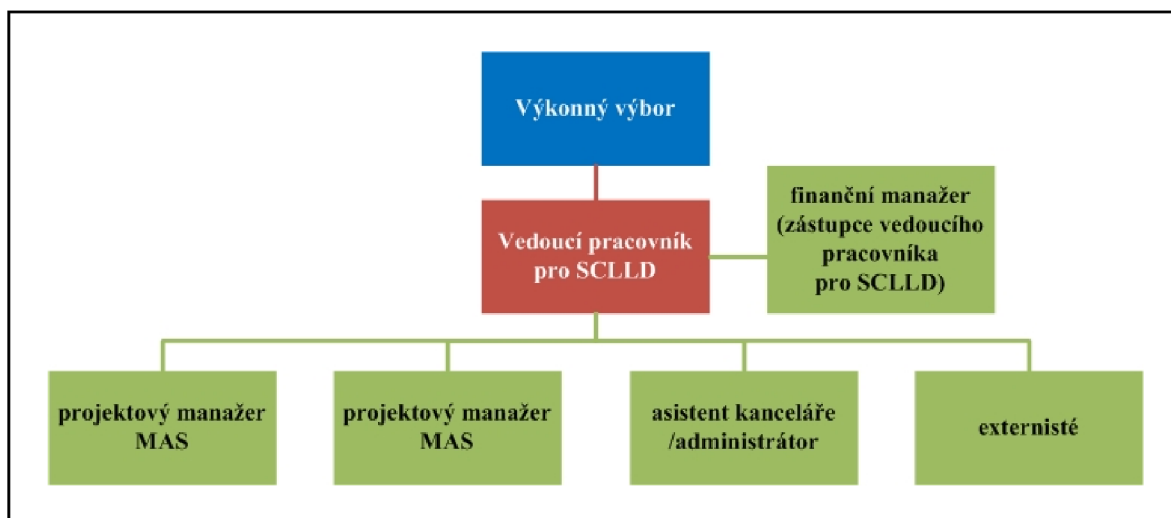 Výkonný výbor
Vedoucí pracovník
pro SCLLD
finanční manažer
(zástupce vedoucího
pracovníka
pro SCLLD)
projektový manažer
MAS
projektový manažer
MAS
asistent kanceláře
/administrátor
externisté